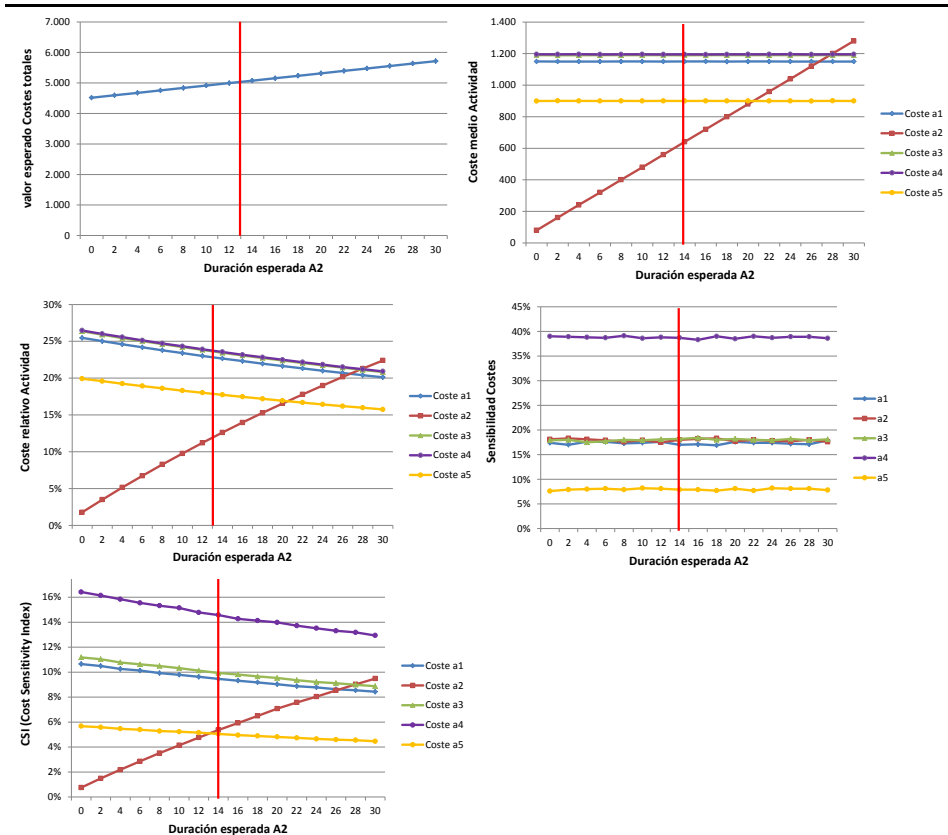 7.000
6.000
5.000
4.000
3.000
2.000
1.000
0
valor esperado Costes totales
0 2 4 6 8 10 12 14 16 18 20 22 24 26 28 30
Duración esperada A2
1.400
1.200
1.000
800
600
400
200
0
Coste medio Actividad
0 2 4 6 8 10 12 14 16 18 20 22 24 26 28 30
Duración esperada A2
Coste a1
Coste a2
Coste a3
Coste a4
Coste a5
30%
25%
20%
15%
10%
5%
0%
Coste relativo Actividad
0 2 4 6 8 10 12 14 16 18 20 22 24 26 28 30
Duración esperada A2
Coste a1
Coste a2
Coste a3
Coste a4
Coste a5
45%
40%
35%
30%
25%
20%
15%
10%
5%
0%
Sensibilidad Costes
0 2 4 6 8 10 12 14 16 18 20 22 24 26 28 30
Duración esperada A2
a1
a2
a3
a4
a5
16%
14%
12%
10%
8%
6%
4%
2%
0%
CSI (Cost Sensitivity Index)
0 2 4 6 8 10 12 14 16 18 20 22 24 26 28 30
Duración esperada A2
Coste a1
Coste a2
Coste a3
Coste a4
Coste a5